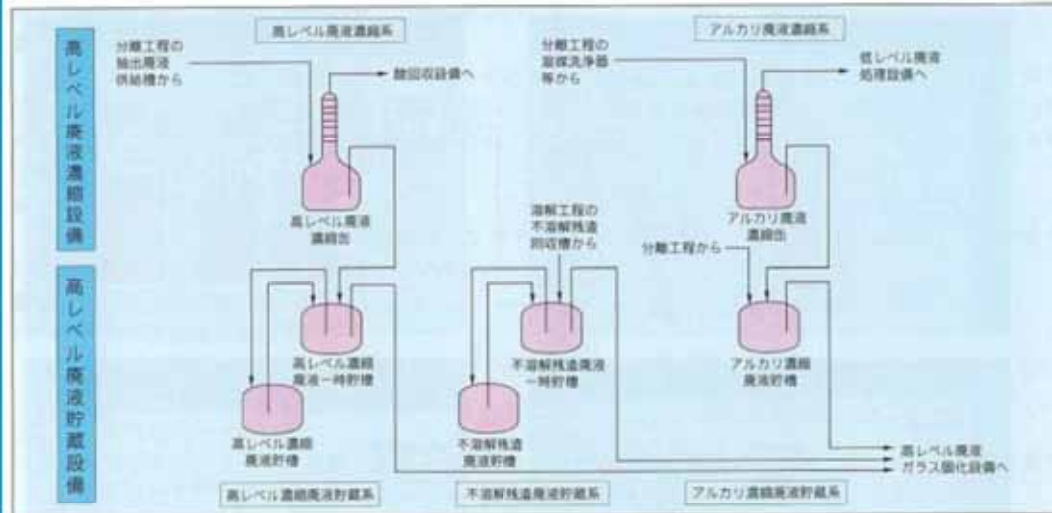 高レベル廃液濃縮設備
高レベル廃液濃縮系
アルカリ廃液濃縮系
分離工程の
抽出廃液
供給槽から
酸回収設備へ
高レベル廃液
濃縮缶
分離工程の
溶媒洗浄器
等から
低レベル廃液
処理設備へ
アルカリ廃液
濃縮缶
高レベル廃液貯蔵設備
溶解工程の
不溶解残渣
回収槽から
分離工程から
高レベル濃縮
廃液一時貯槽
不溶解残渣廃液
一時貯槽
アルカリ濃縮
廃液貯槽
高レベル濃縮
廃液貯槽
不溶解残渣
廃液貯槽
高レベル廃液
ガラス固化設備へ
高レベル濃縮廃液貯蔵系
不溶解残渣廃液貯蔵系
アルカリ濃縮廃液貯蔵系